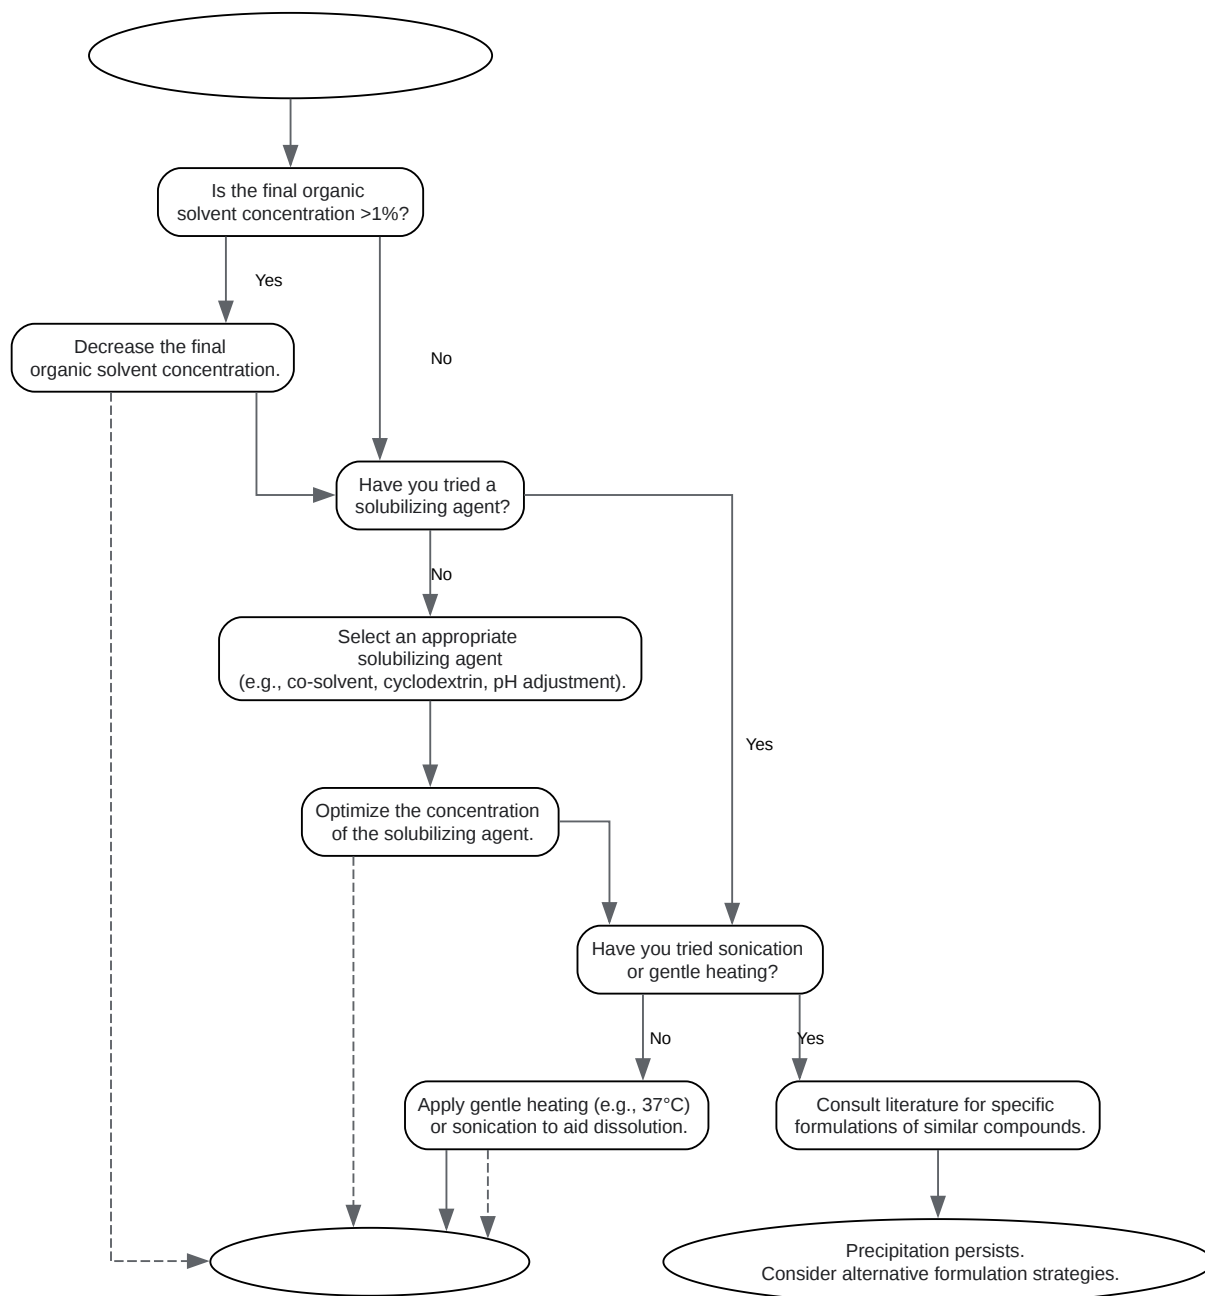 Is the final organic
solvent concentration >1%?
Yes
Decrease the final
organic solvent concentration.
No
Have you tried a
solubilizing agent?
No
Select an appropriate
solubilizing agent
(e.g., co-solvent, cyclodextrin, pH adjustment).
Yes
Optimize the concentration
of the solubilizing agent.
Have you tried sonication
or gentle heating?
No
Yes
Apply gentle heating (e.g., 37°C)
or sonication to aid dissolution.
Consult literature for specific
formulations of similar compounds.
Precipitation persists.
Consider alternative formulation strategies.